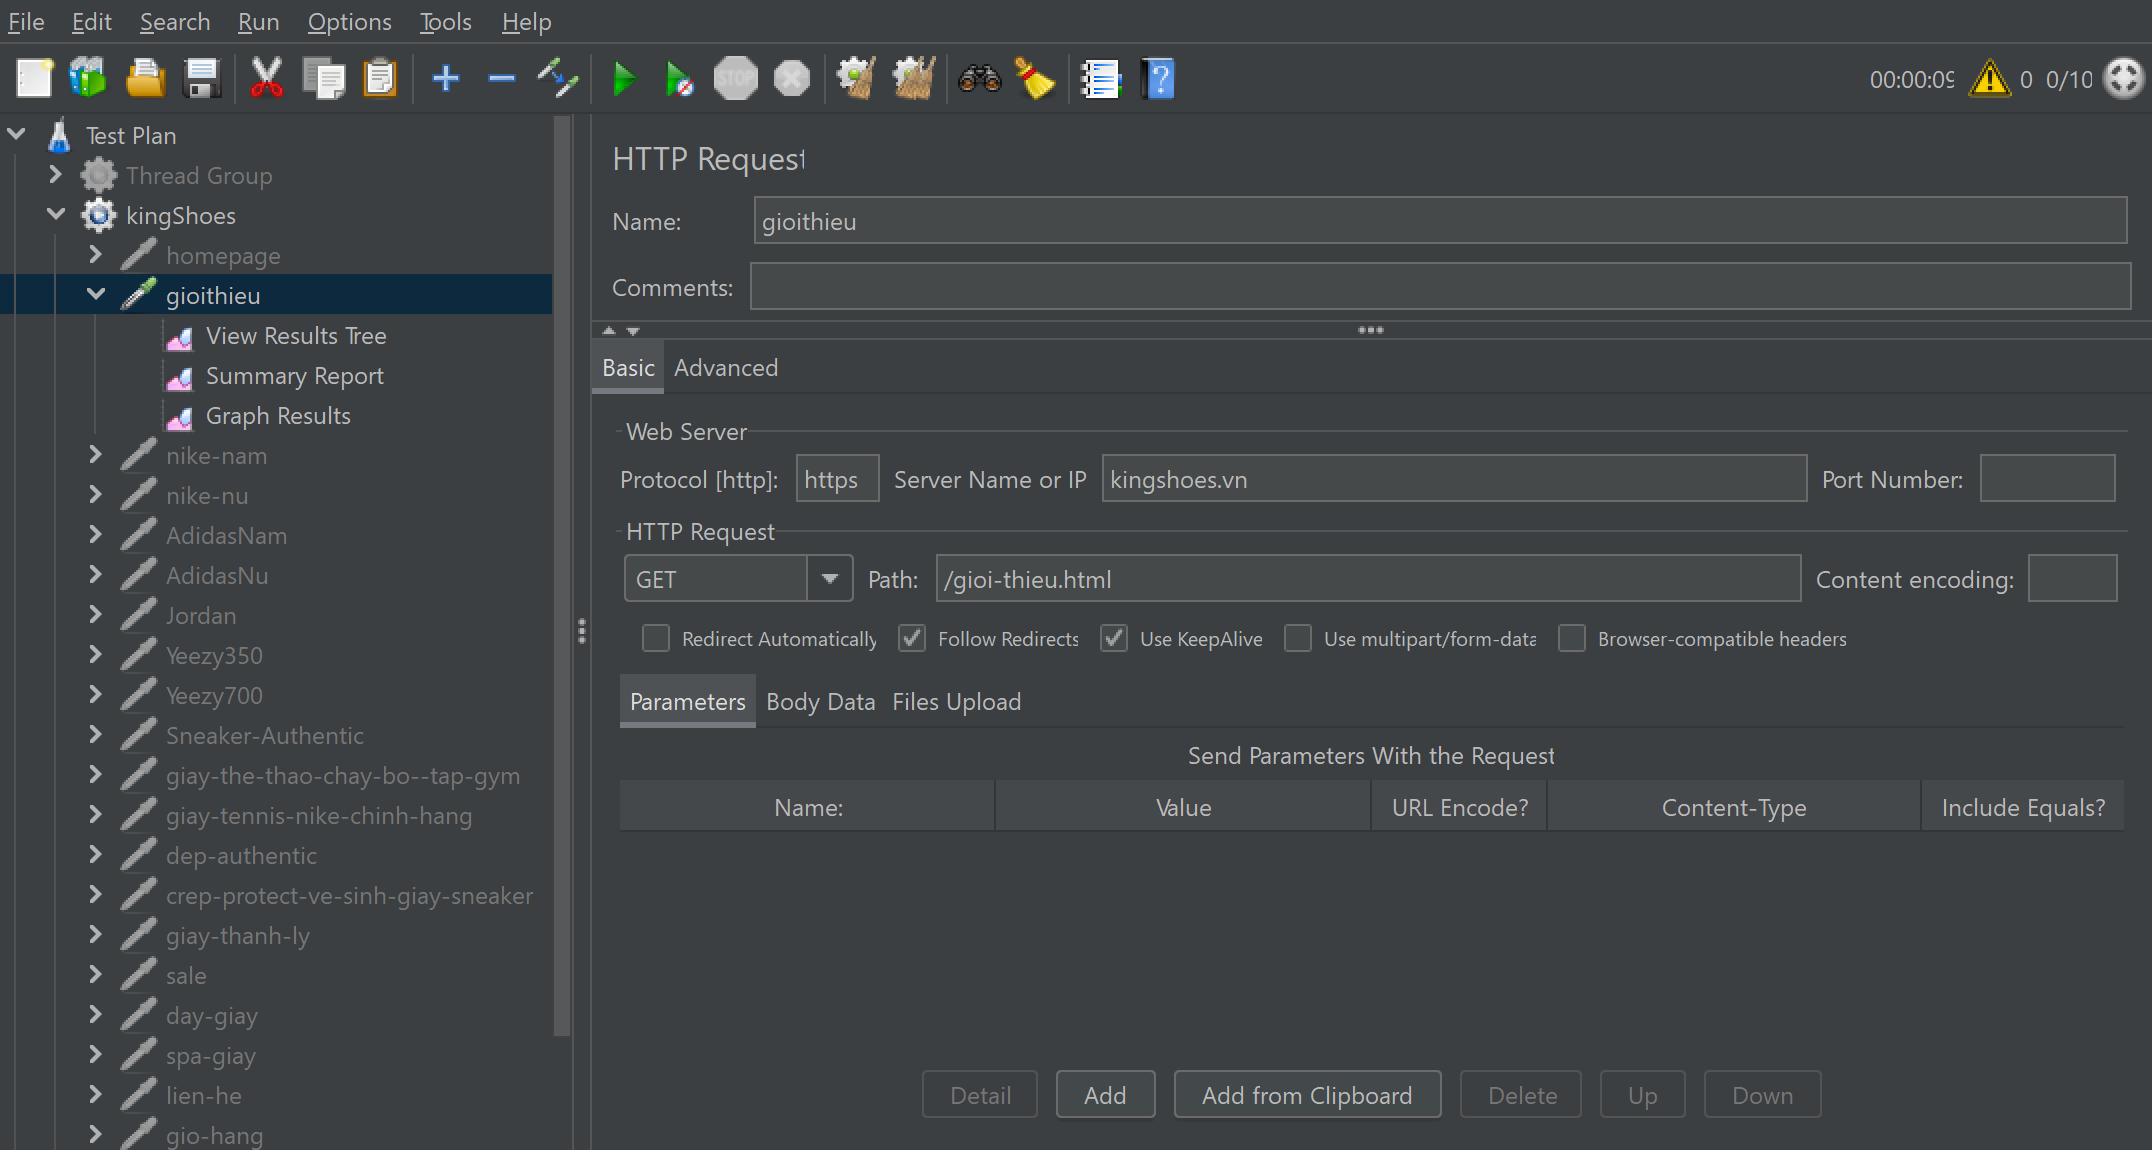 File Edit Search Run Options Tools Help
STOP
00:00:09 0 0/10
Test Plan
Thread Group
kingShoes
homepage
gioithieu
View Results Tree
Summary Report
Graph Results
nike-nam
nike-nu
AdidasNam
AdidasNu
Jordan
Yeezy350
Yeezy700
Sneaker-Authentic
giay-the-thao-chay-bo--tap-gym
giay-tennis-nike-chinh-hang
dep-authentic
crep-protect-ve-sinh-giay-sneaker
giay-thanh-ly
sale
day-giay
spa-giay
lien-he
gio-hang
HTTP Request
Name: gioithieu
Comments:
Basic Advanced
Web Server
Protocol [http]: https Server Name or IP kingshoes.vn Port Number:
HTTP Request
GET Path: /gioi-thieu.html Content encoding:
Redirect Automatically Follow Redirects Use KeepAlive Use multipart/form-data Browser-compatible headers
Parameters Body Data Files Upload
Send Parameters With the Request
Name: Value URL Encode? Content-Type Include Equals?
Detail Add Add from Clipboard Delete Up Down